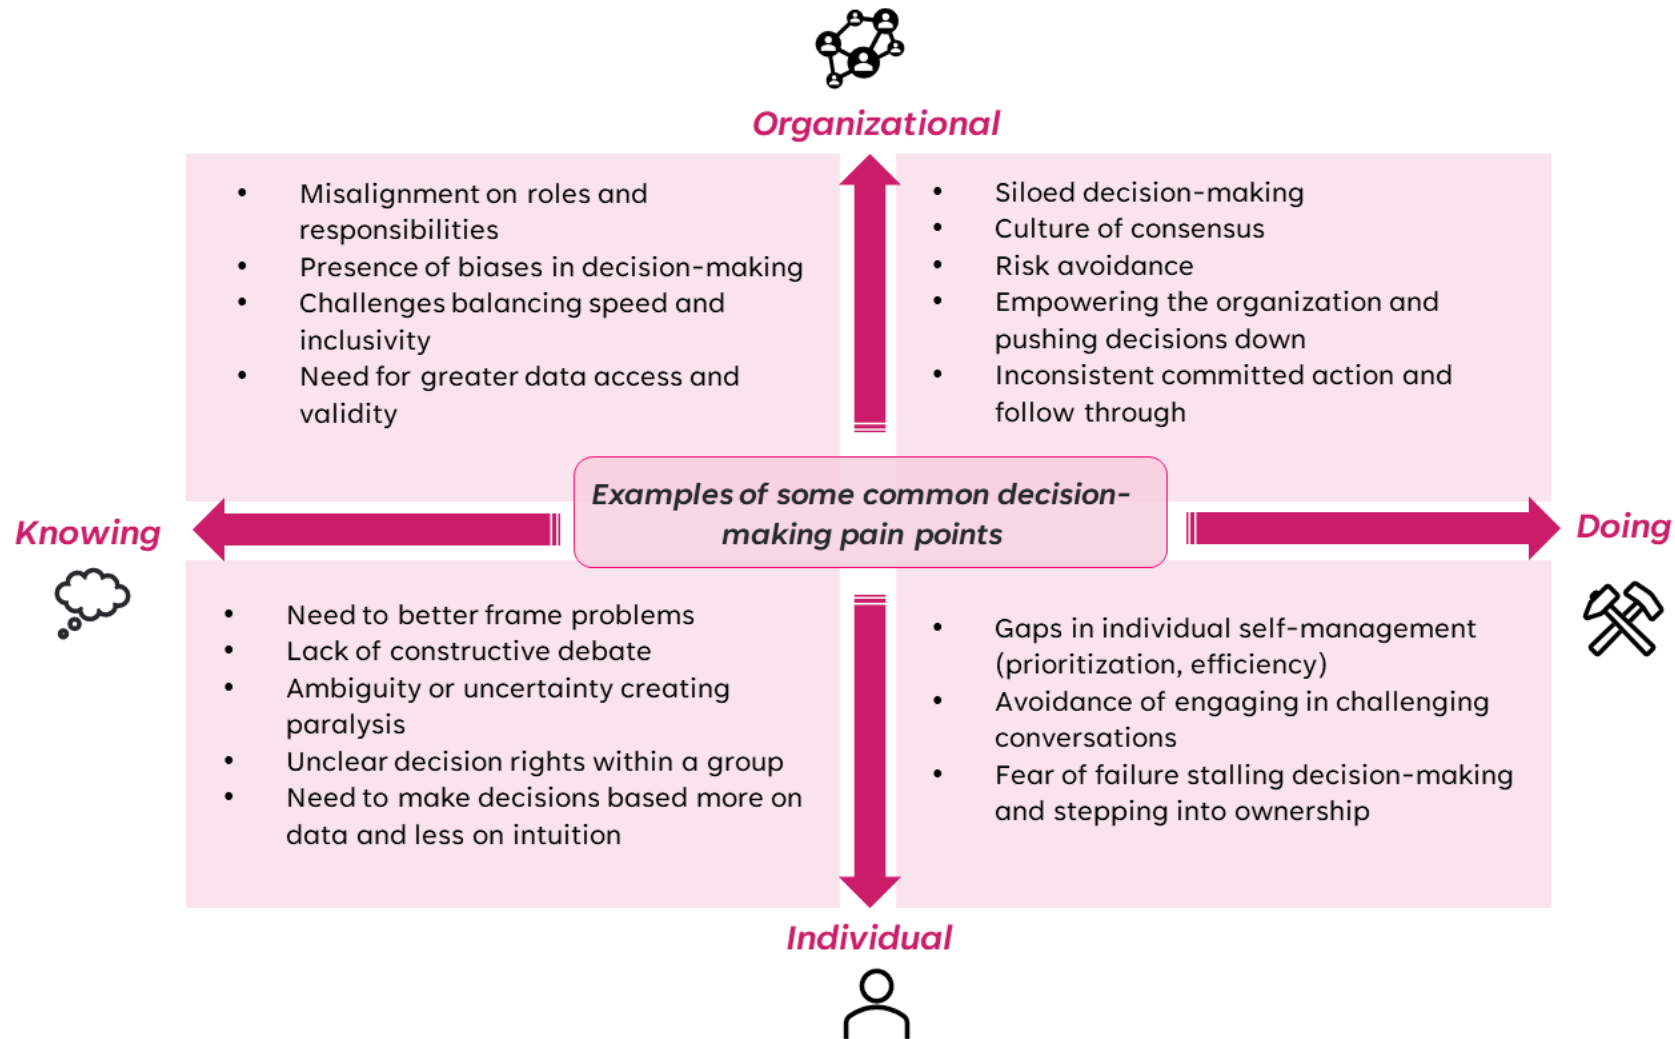 Organizational
• Misalignment on roles and
responsibilities
• Presence of biases in decision-making
• Challenges balancing speed and
inclusivity
• Need for greater data access and
validity
• Siloed decision-making
• Culture of consensus
• Risk avoidance
• Empowering the organization and
pushing decisions down
• Inconsistent committed action and
follow through
Knowing
Examples of some common decision-
making pain points
Doing
• Need to better frame problems
• Lack of constructive debate
• Ambiguity or uncertainty creating
paralysis
• Unclear decision rights within a group
• Need to make decisions based more on
data and less on intuition
• Gaps in individual self-management
(prioritization, efficiency)
• Avoidance of engaging in challenging
conversations
• Fear of failure stalling decision-making
and stepping into ownership
Individual